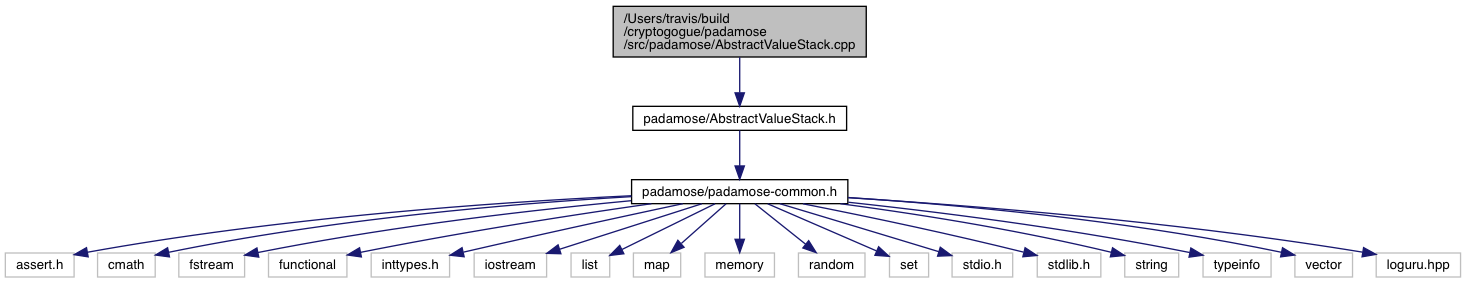 /Users/travis/build
/cryptogogue/padamose
/src/padamose/AbstractValueStack.cpp
padamose/AbstractValueStack.h
padamose/padamose-common.h
assert.h
cmath
fstream
functional
inttypes.h
iostream
list
map
memory
random
set
stdio.h
stdlib.h
string
typeinfo
vector
loguru.hpp